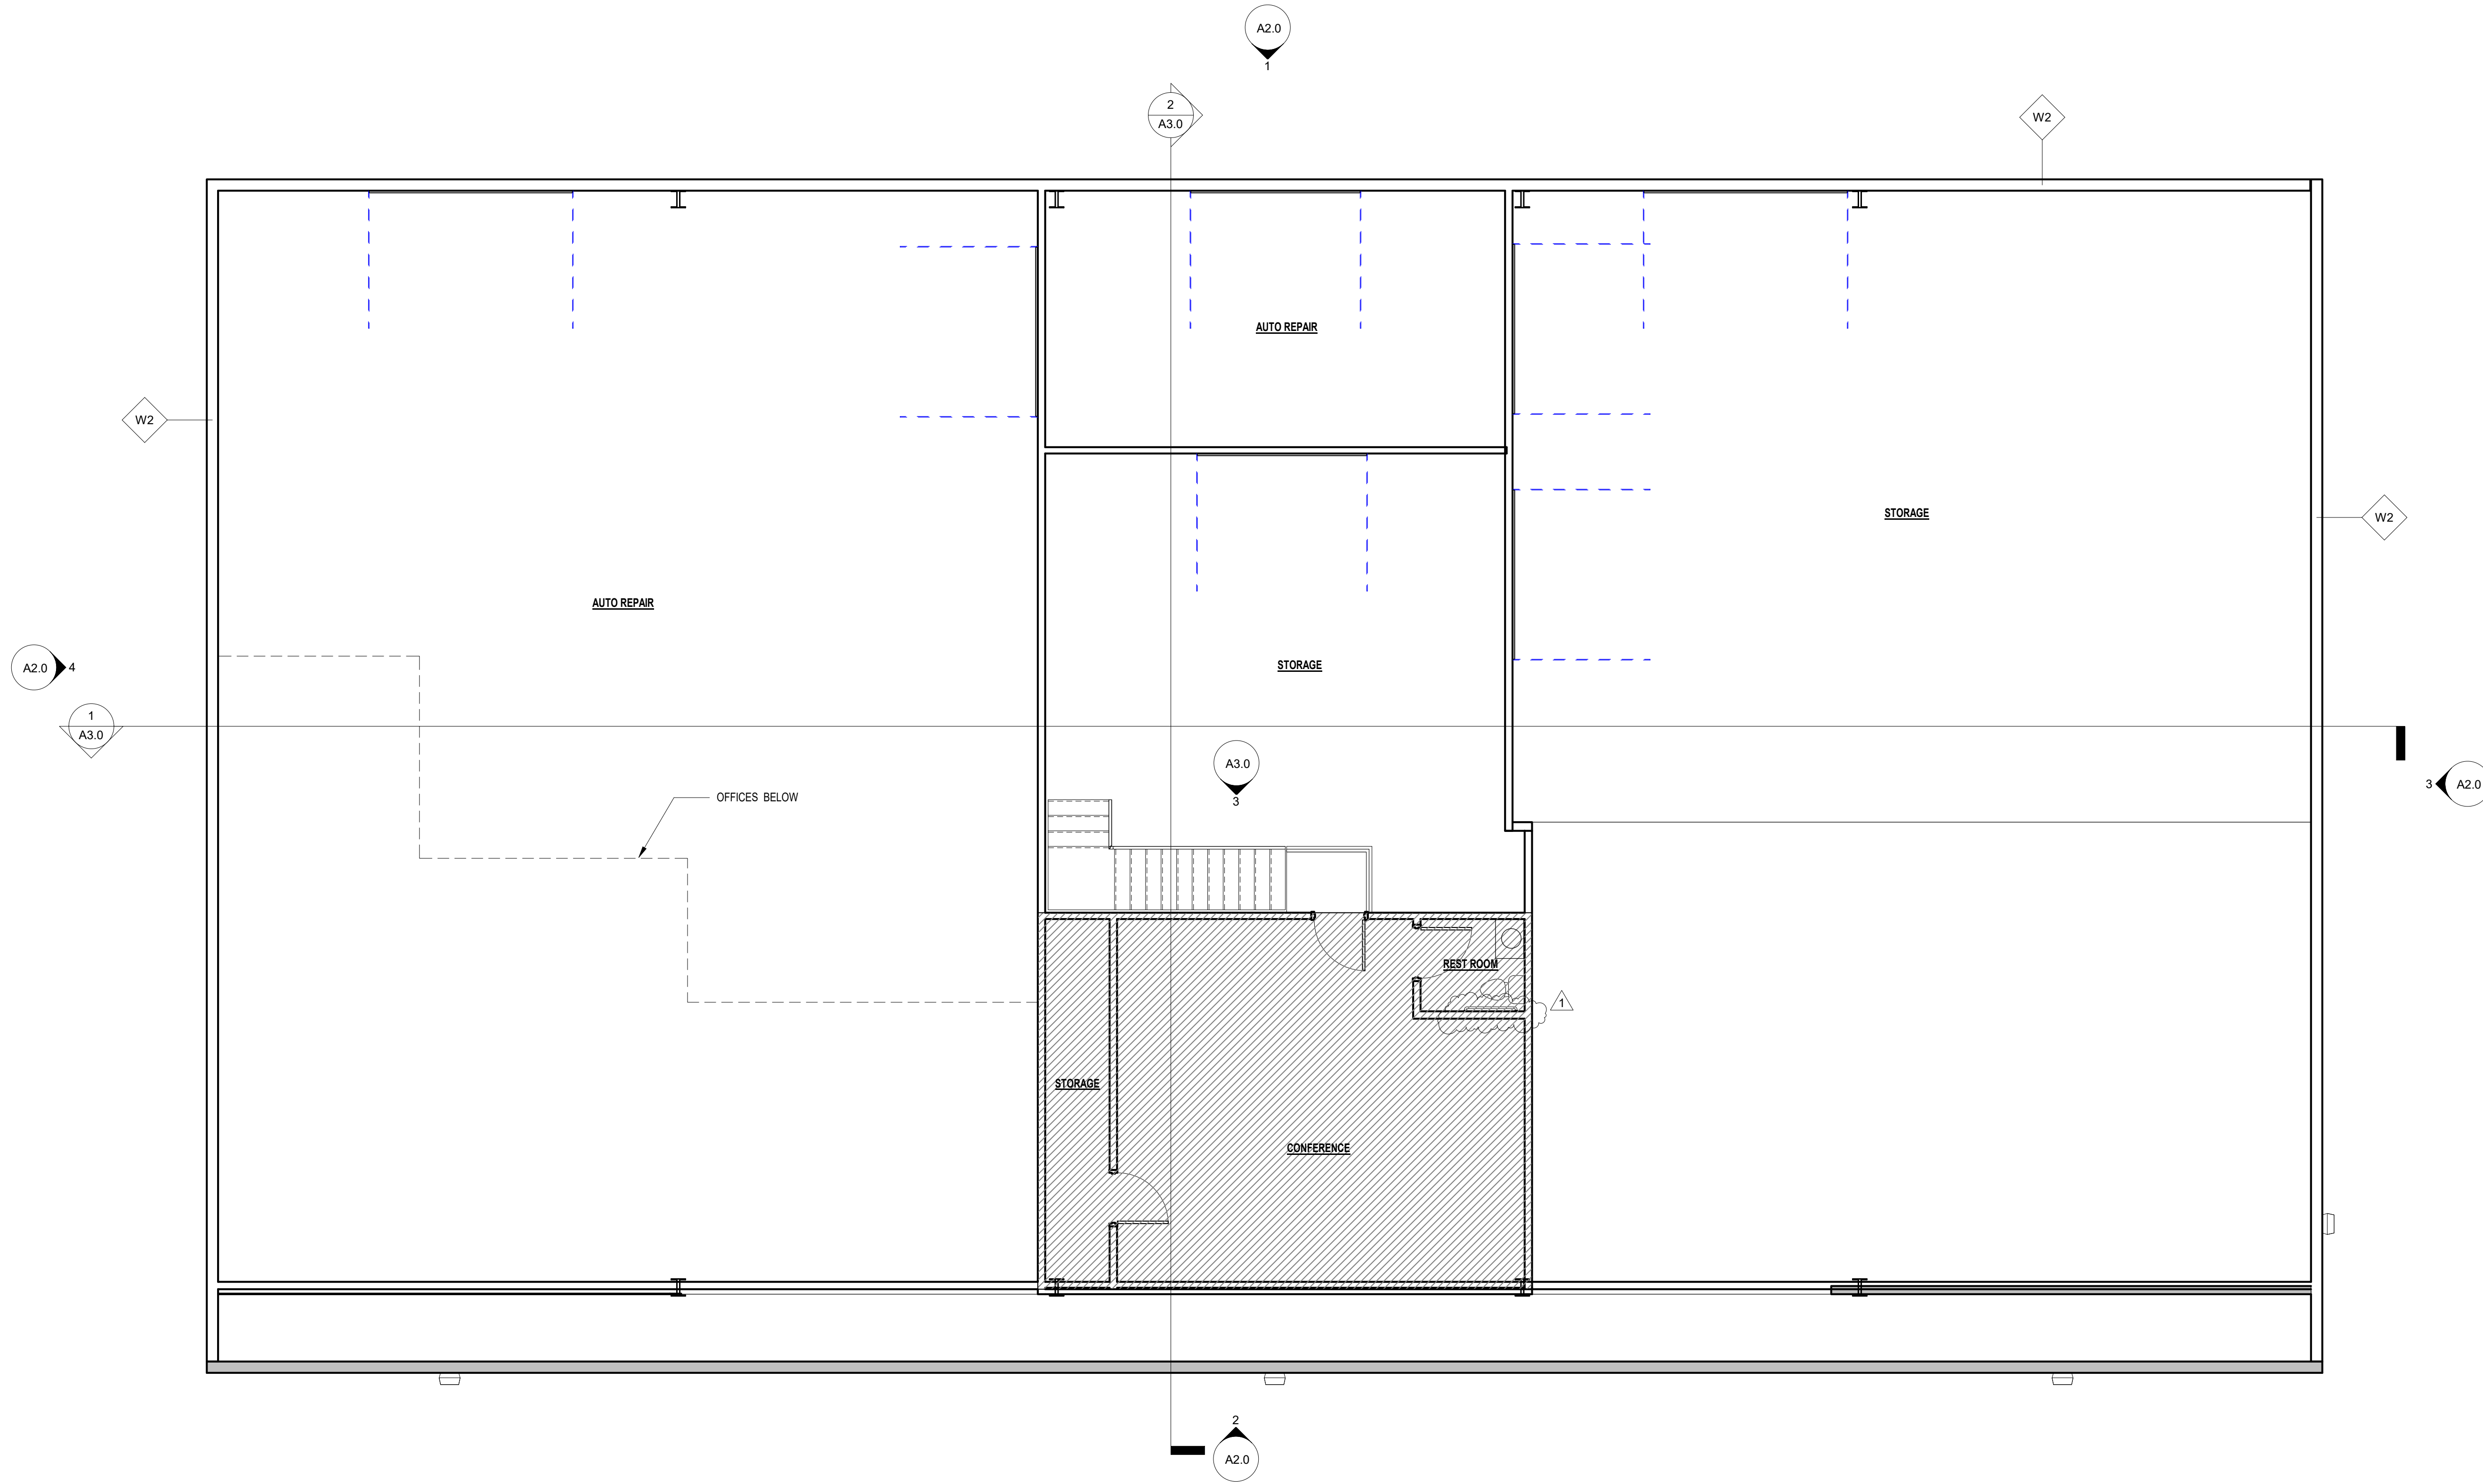 A2.0
1
2
A3.0
W2
AUTO REPAIR
W2
STORAGE
W2
AUTO REPAIR
STORAGE
A2.0
4
1
A3.0
A3.0
3
3
A2.0
OFFICES BELOW
REST ROOM
1
STORAGE
CONFERENCE
2
A2.0